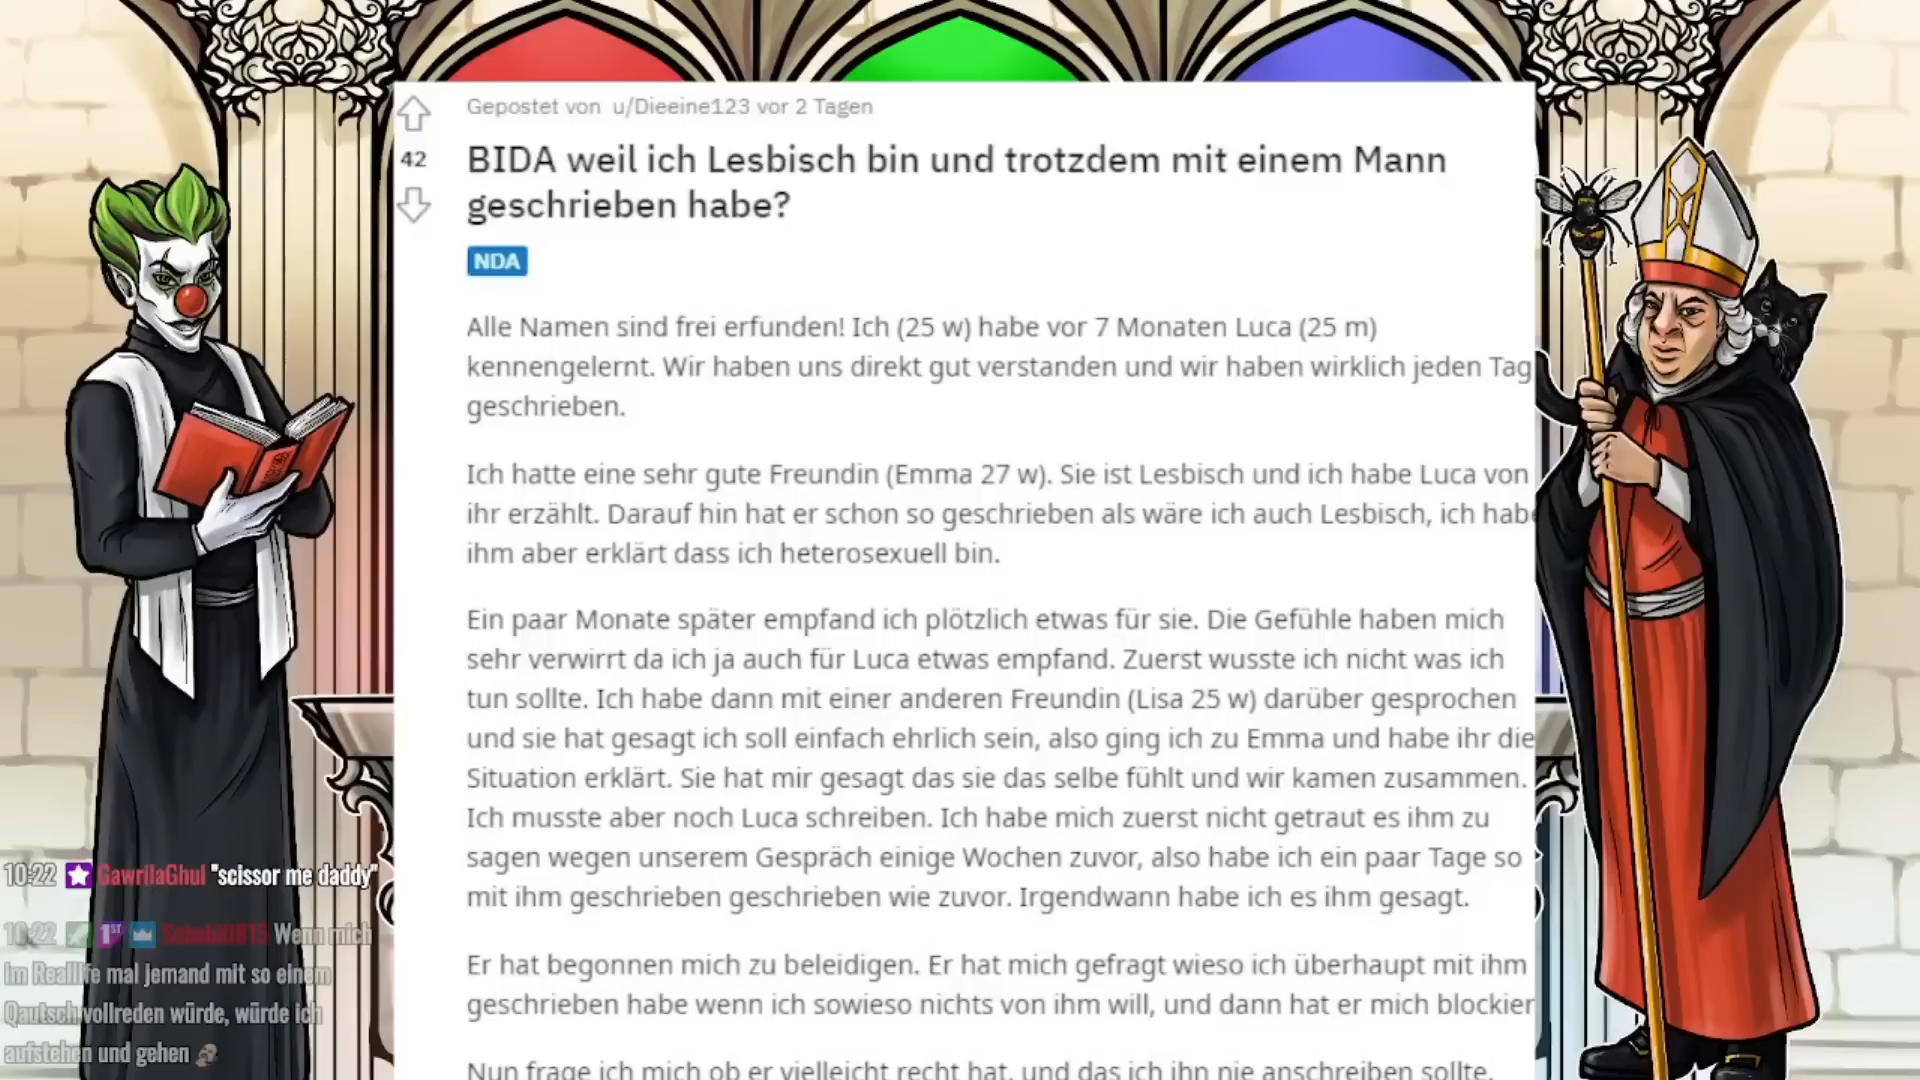 Gepostet von u/Dieeine123 vor 2 Tagen
42
BIDA weil ich Lesbisch bin und trotzdem mit einem Mann
geschrieben habe?
NDA
Alle Namen sind frei erfunden! Ich (25 w) habe vor 7 Monaten Luca (25 m)
kennengelernt. Wir haben uns direkt gut verstanden und wir haben wirklich jeden Tag
geschrieben.
Ich hatte eine sehr gute Freundin (Emma 27 w). Sie ist Lesbisch und ich habe Luca von
ihr erzählt. Darauf hin hat er schon so geschrieben als wäre ich auch Lesbisch, ich habe
ihm aber erklärt dass ich heterosexuell bin.
Ein paar Monate später empfand ich plötzlich etwas für sie. Die Gefühle haben mich
sehr verwirrt da ich ja auch für Luca etwas empfand. Zuerst wusste ich nicht was ich
tun sollte. Ich habe dann mit einer anderen Freundin (Lisa 25 w) darüber gesprochen
und sie hat gesagt ich soll einfach ehrlich sein, also ging ich zu Emma und habe ihr die
Situation erklärt. Sie hat mir gesagt das sie das selbe fühlt und wir kamen zusammen.
Ich musste aber noch Luca schreiben. Ich habe mich zuerst nicht getraut es ihm zu
sagen wegen unserem Gespräch einige Wochen zuvor, also habe ich ein paar Tage so
mit ihm geschrieben geschrieben wie zuvor. Irgendwann habe ich es ihm gesagt.
Er hat begonnen mich zu beleidigen. Er hat mich gefragt wieso ich überhaupt mit ihm
geschrieben habe wenn ich sowieso nichts von ihm will, und dann hat er mich blockier
Nun frage ich mich ob er vielleicht recht hat, und das ich ihn nie anschreiben sollte.
10:22 GawrilaGhul "scissor me daddy"
10:22 1ST Wenn mich
im Reallife mal jemand mit so einem
Qautsch vollreden würde, würde ich
aufstehen und gehen